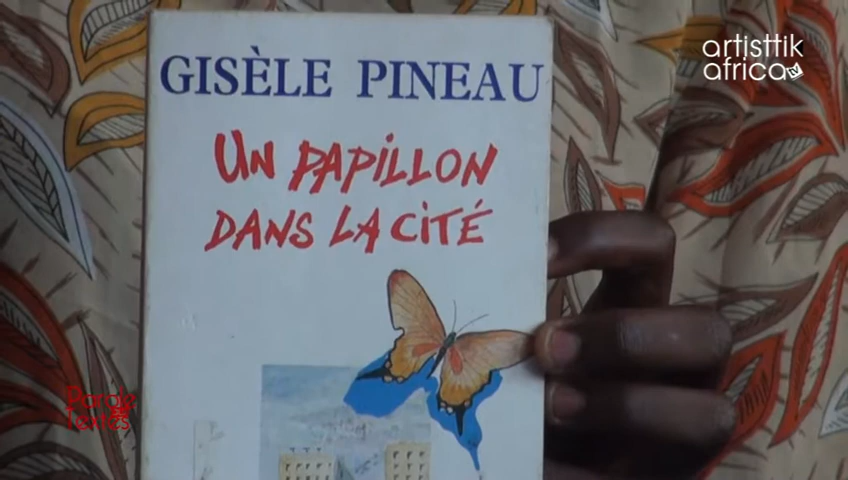 GISÈLE PINEAU
UN PAPILLON
DANS LA CITÉ
artisttik
africa
Parole
Textes